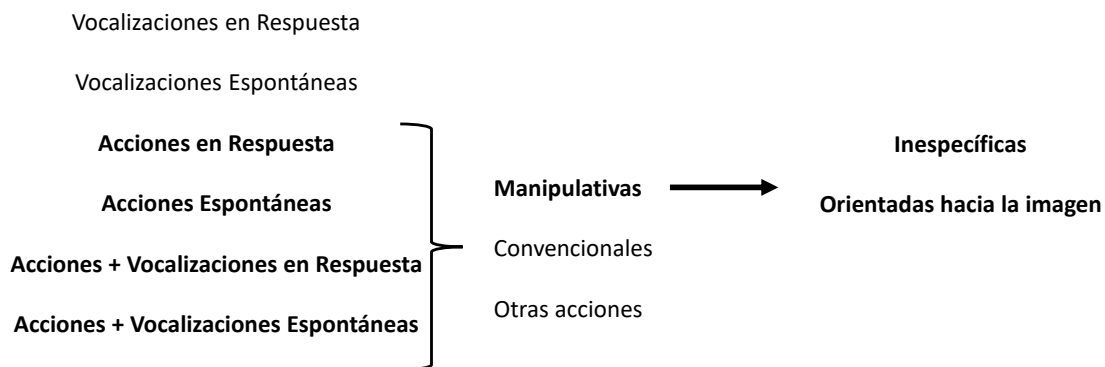 Vocalizaciones en Respuesta
Vocalizaciones Espontáneas
Acciones en Respuesta
Acciones Espontáneas
Acciones + Vocalizaciones en Respuesta
Acciones + Vocalizaciones Espontáneas
Manipulativas
Convencionales
Otras acciones
Inespecíficas
Orientadas hacia la imagen